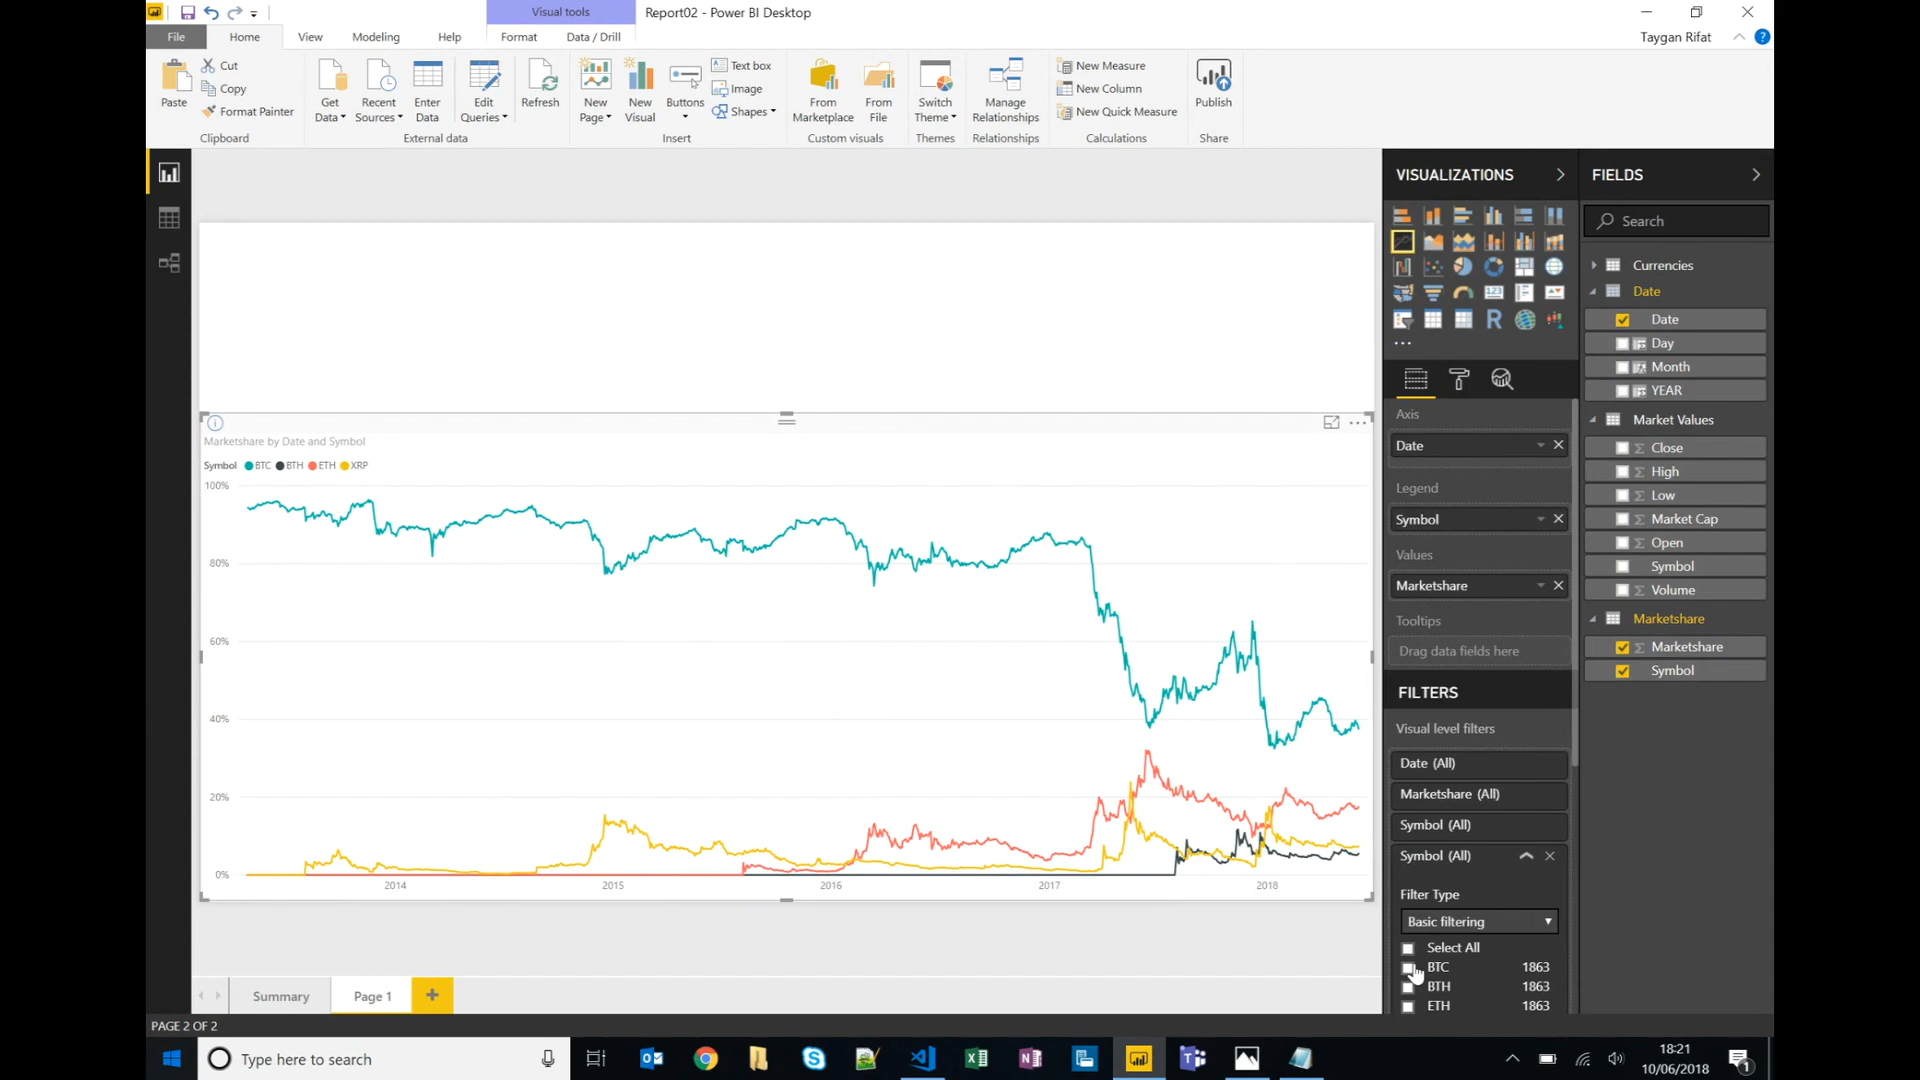 Visual tools
Report02 - Power BI Desktop
File
Home
View
Modeling
Help
Format
Data / Drill
Taygan Rifat
?
Paste
Cut
Copy
Format Painter
Clipboard
Get Data
Recent Sources
Enter Data
Edit Queries
External data
Refresh
New Page
New Visual
Buttons
Text box
Image
Shapes
Insert
From Marketplace
From File
Custom visuals
Switch Theme
Themes
Manage Relationships
Relationships
New Measure
New Column
New Quick Measure
Calculations
Publish
Share
Marketshare by Date and Symbol
Symbol BTC BTH ETH XRP
100%
80%
60%
40%
20%
0%
2014 2015 2016 2017 2018
VISUALIZATIONS
123
R
Axis
Date
Legend
Symbol
Values
Marketshare
Tooltips
Drag data fields here
FILTERS
Visual level filters
Date (All)
Marketshare (All)
Symbol (All)
Symbol (All)
Filter Type
Basic filtering
Select All
BTC 1863
BTH 1863
ETH 1863
FIELDS
Search
Currencies
Date
Date
Day
Month
YEAR
Market Values
Σ Close
Σ High
Σ Low
Σ Market Cap
Σ Open
Symbol
Σ Volume
Marketshare
Σ Marketshare
Symbol
Summary
Page 1
PAGE 2 OF 2
Type here to search
18:21
10/06/2018
1